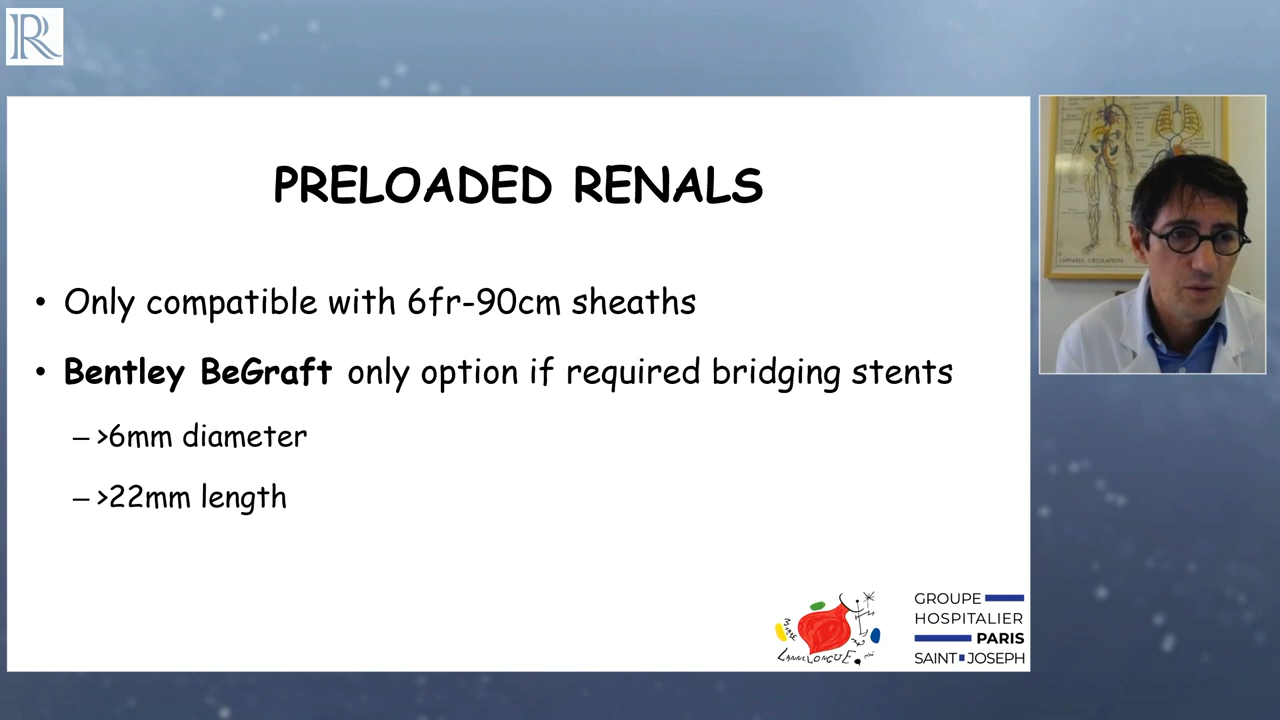 R
PRELOADED RENALS
• Only compatible with 6fr-90cm sheaths
• Bentley BeGraft only option if required bridging stents
– >6mm diameter
– >22mm length
GROUPE
HOSPITALIER
PARIS
SAINT JOSEPH
LANNELONGUE